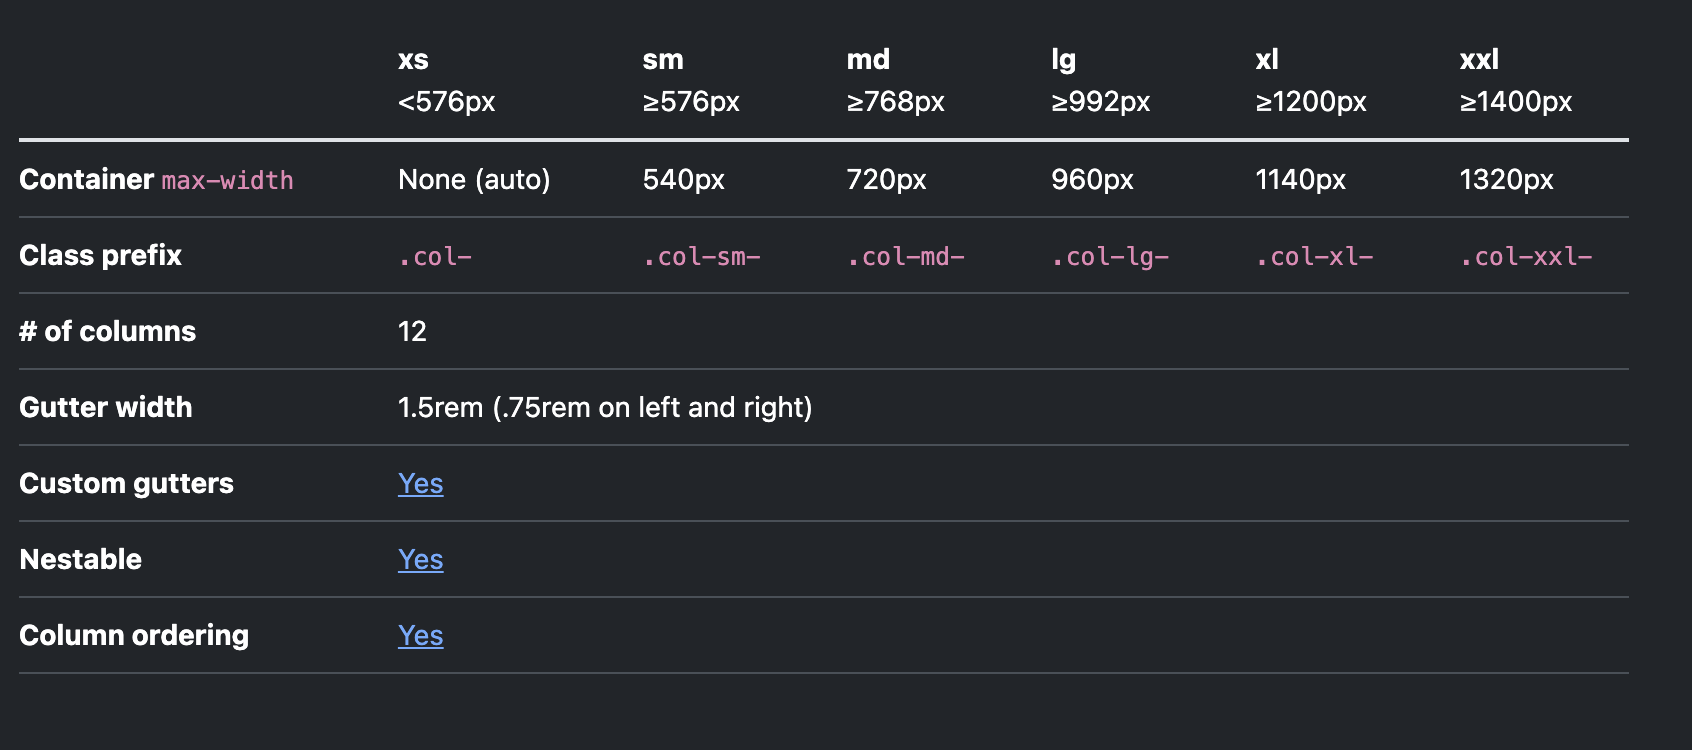 xs sm md lg xl xxl
<576px ≥576px ≥768px ≥992px ≥1200px ≥1400px
Container max-width None (auto) 540px 720px 960px 1140px 1320px
Class prefix .col- .col-sm- .col-md- .col-lg- .col-xl- .col-xxl-
# of columns 12
Gutter width 1.5rem (.75rem on left and right)
Custom gutters Yes
Nestable Yes
Column ordering Yes